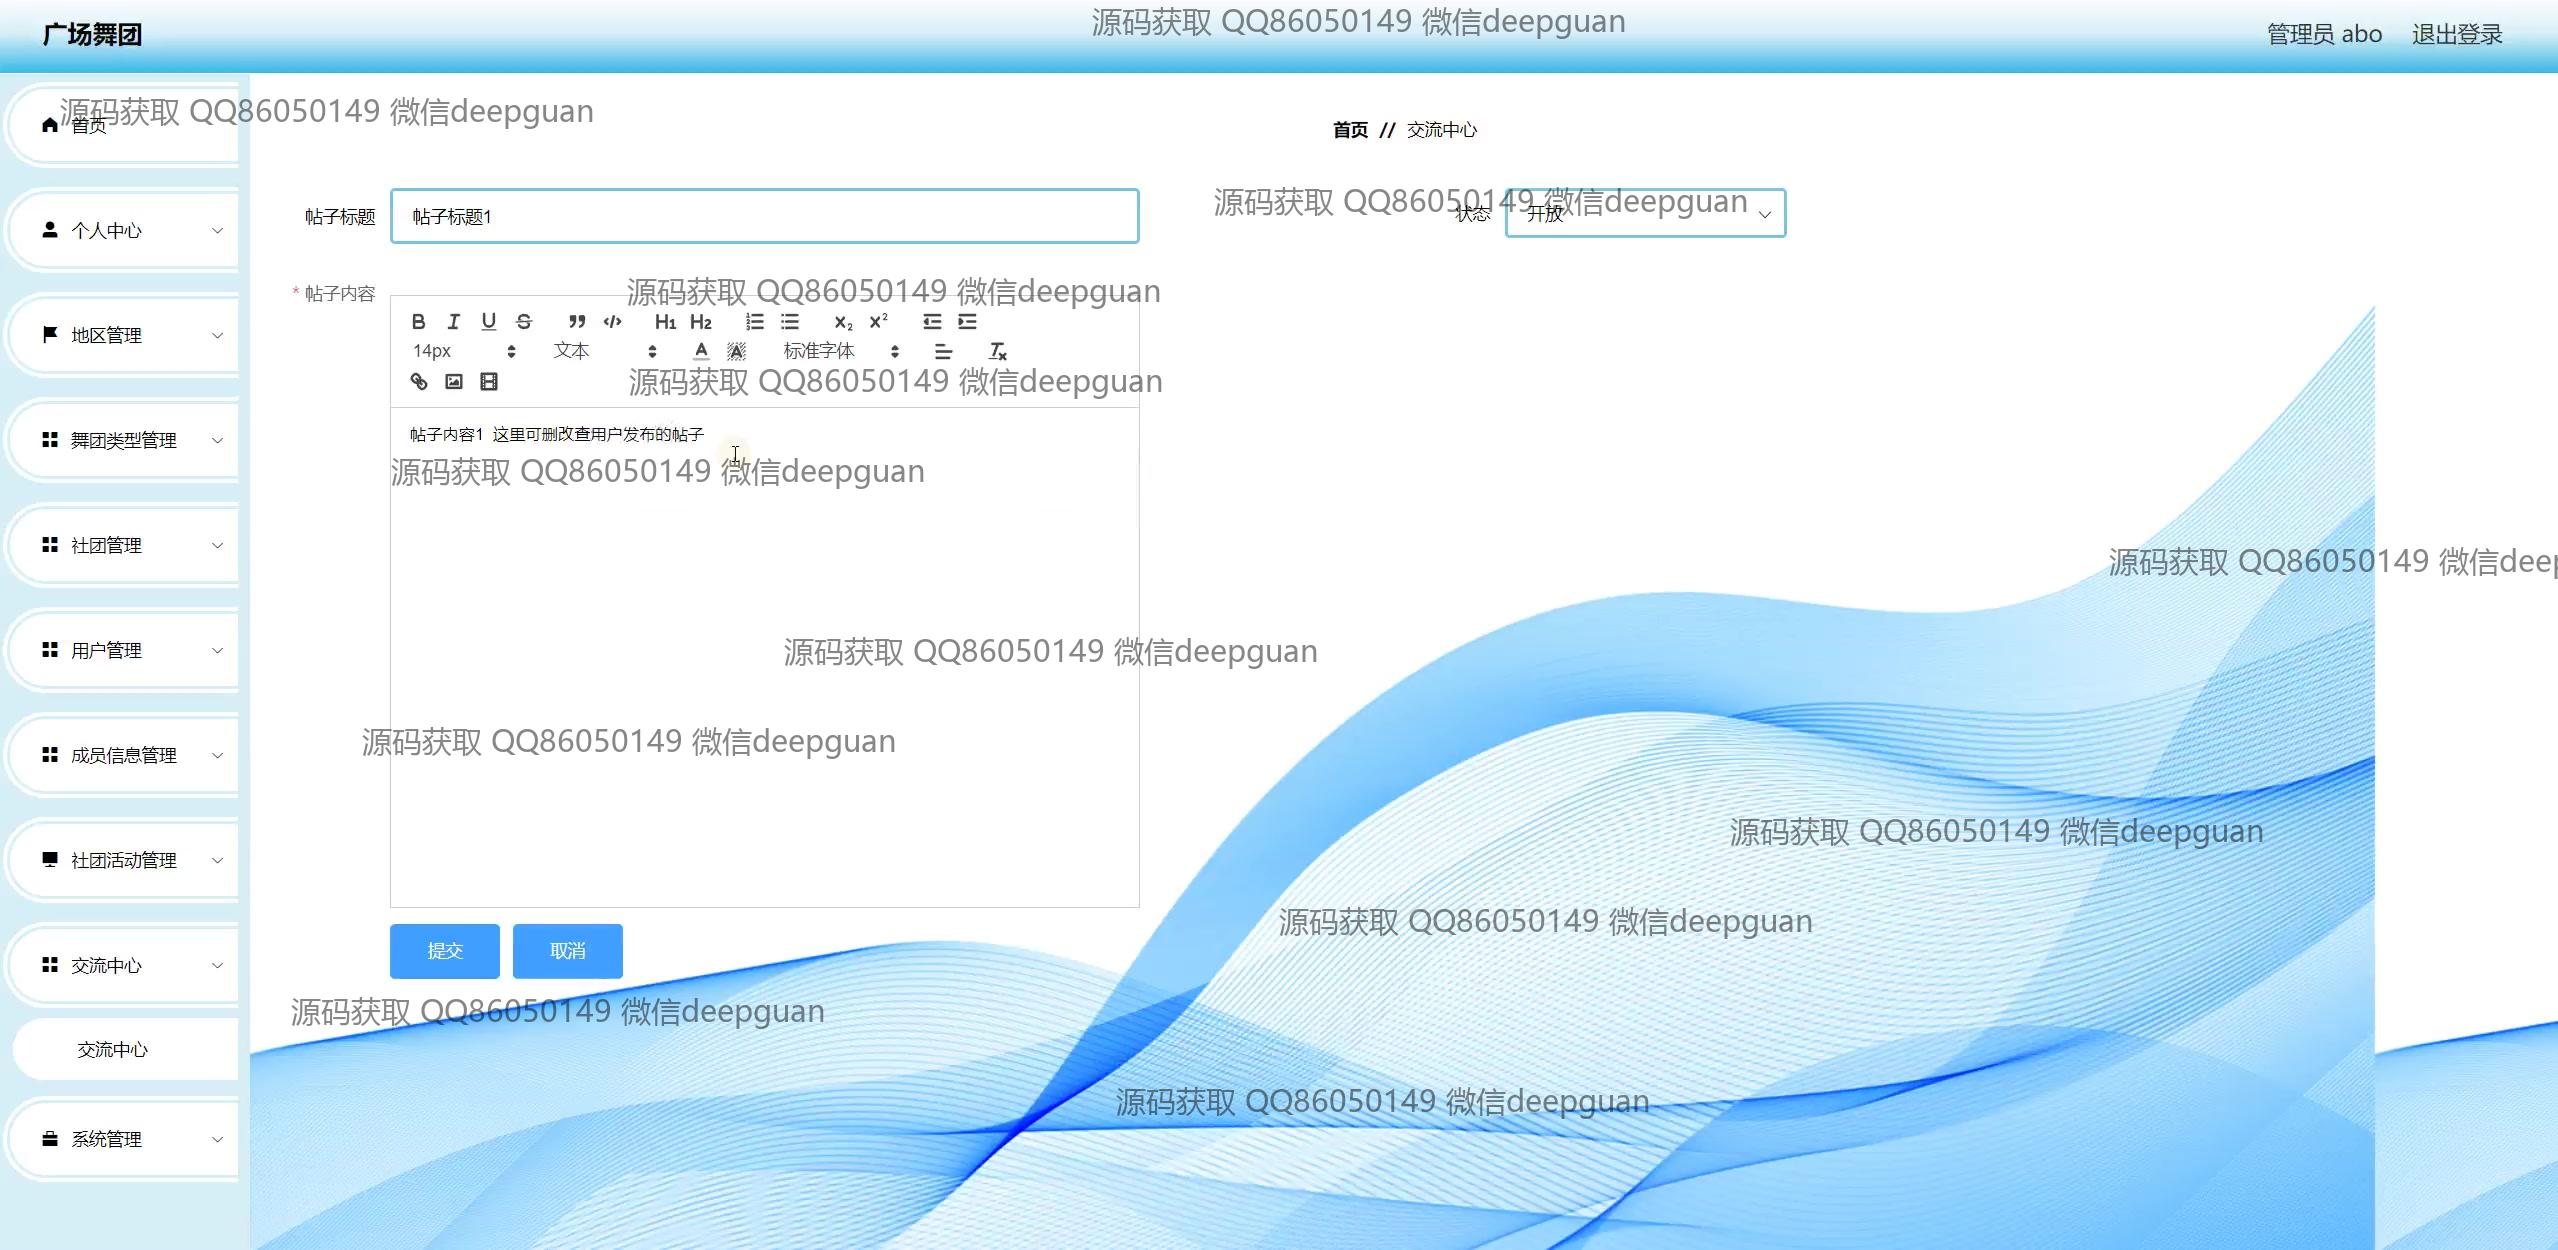 广场舞团
源码获取 QQ86050149 微信deepguan
管理员 abo 退出登录
源码获取 QQ86050149 微信deepguan
首页
首页 // 交流中心
个人中心
地区管理
舞团类型管理
社团管理
用户管理
成员信息管理
社团活动管理
交流中心
交流中心
系统管理
帖子标题
帖子标题1
源码获取 QQ86050149 微信deepguan
状态
开放
* 帖子内容
源码获取 QQ86050149 微信deepguan
B I U S H1 H2 X2 X2
14px 文本 A A 标准字体 Tx
源码获取 QQ86050149 微信deepguan
帖子内容1 这里可删改查用户发布的帖子
源码获取 QQ86050149 微信deepguan
源码获取 QQ86050149 微信deep
源码获取 QQ86050149 微信deepguan
源码获取 QQ86050149 微信deepguan
源码获取 QQ86050149 微信deepguan
源码获取 QQ86050149 微信deepguan
提交 取消
源码获取 QQ86050149 微信deepguan
源码获取 QQ86050149 微信deepguan